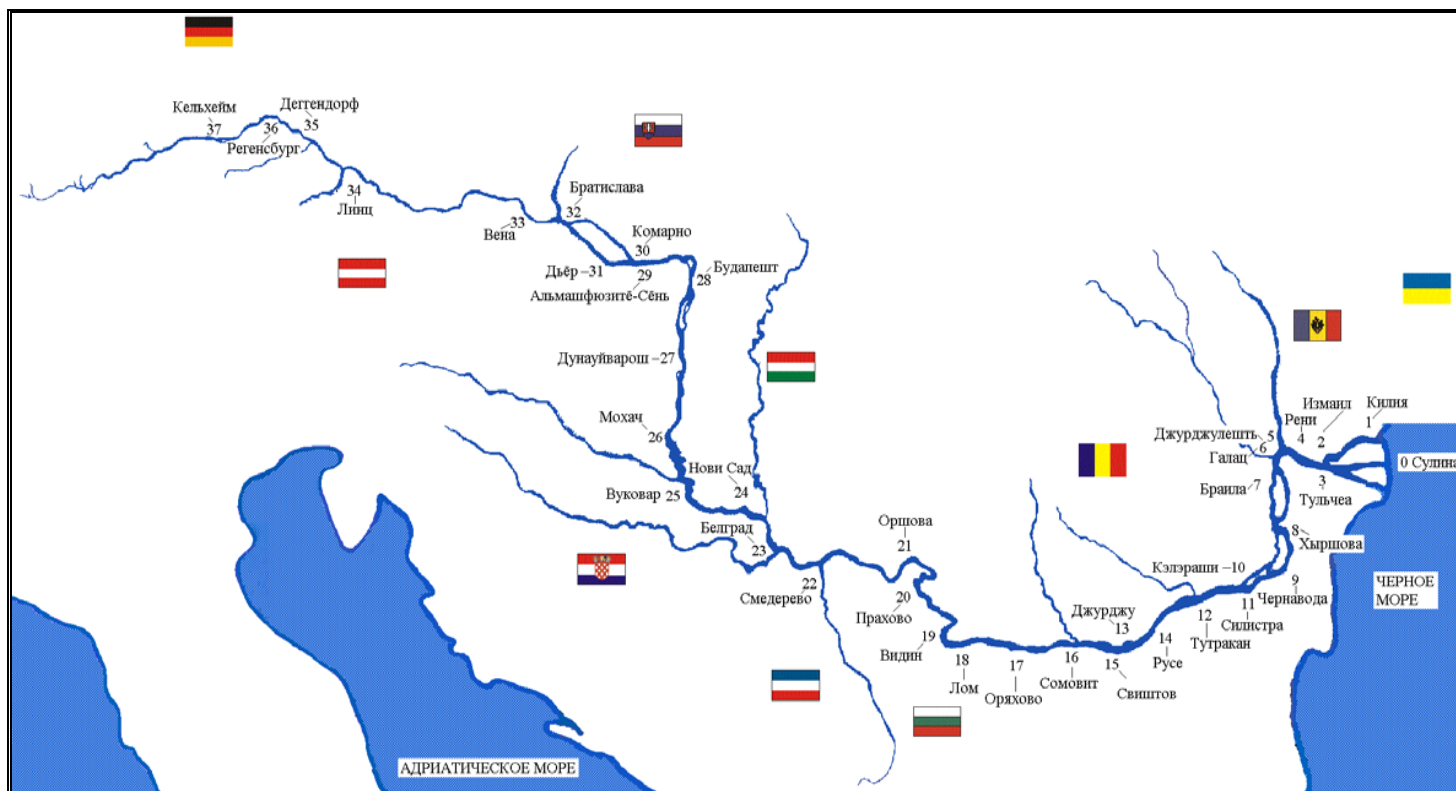 Кельхейм
37
36
Регенсбург
Деггендорф
35
34
Линц
Вена
33
Братислава
32
Комарно
30
Дьёр –31
29
Альмашфюзитё-Сёнь
28
Будапешт
Дунауйварош –27
Мохач
26
Вуковар
25
Нови Сад
24
Белград
23
22
Смедерево
Оршова
21
20
Прахово
19
Видин
18
Лом
17
Оряхово
16
Сомовит
15
Свиштов
Джурджу
13
14
Русе
12
Тутракан
11
Силистра
Кэлэраши –10
9
Чернавода
8
Хыршова
Браила
7
Галац
6
Джурджулешть
5
Рени
4
Измаил
2
Килия
1
0 Сулина
3
Тульчеа
ЧЕРНОЕ
МОРЕ
АДРИАТИЧЕСКОЕ МОРЕ